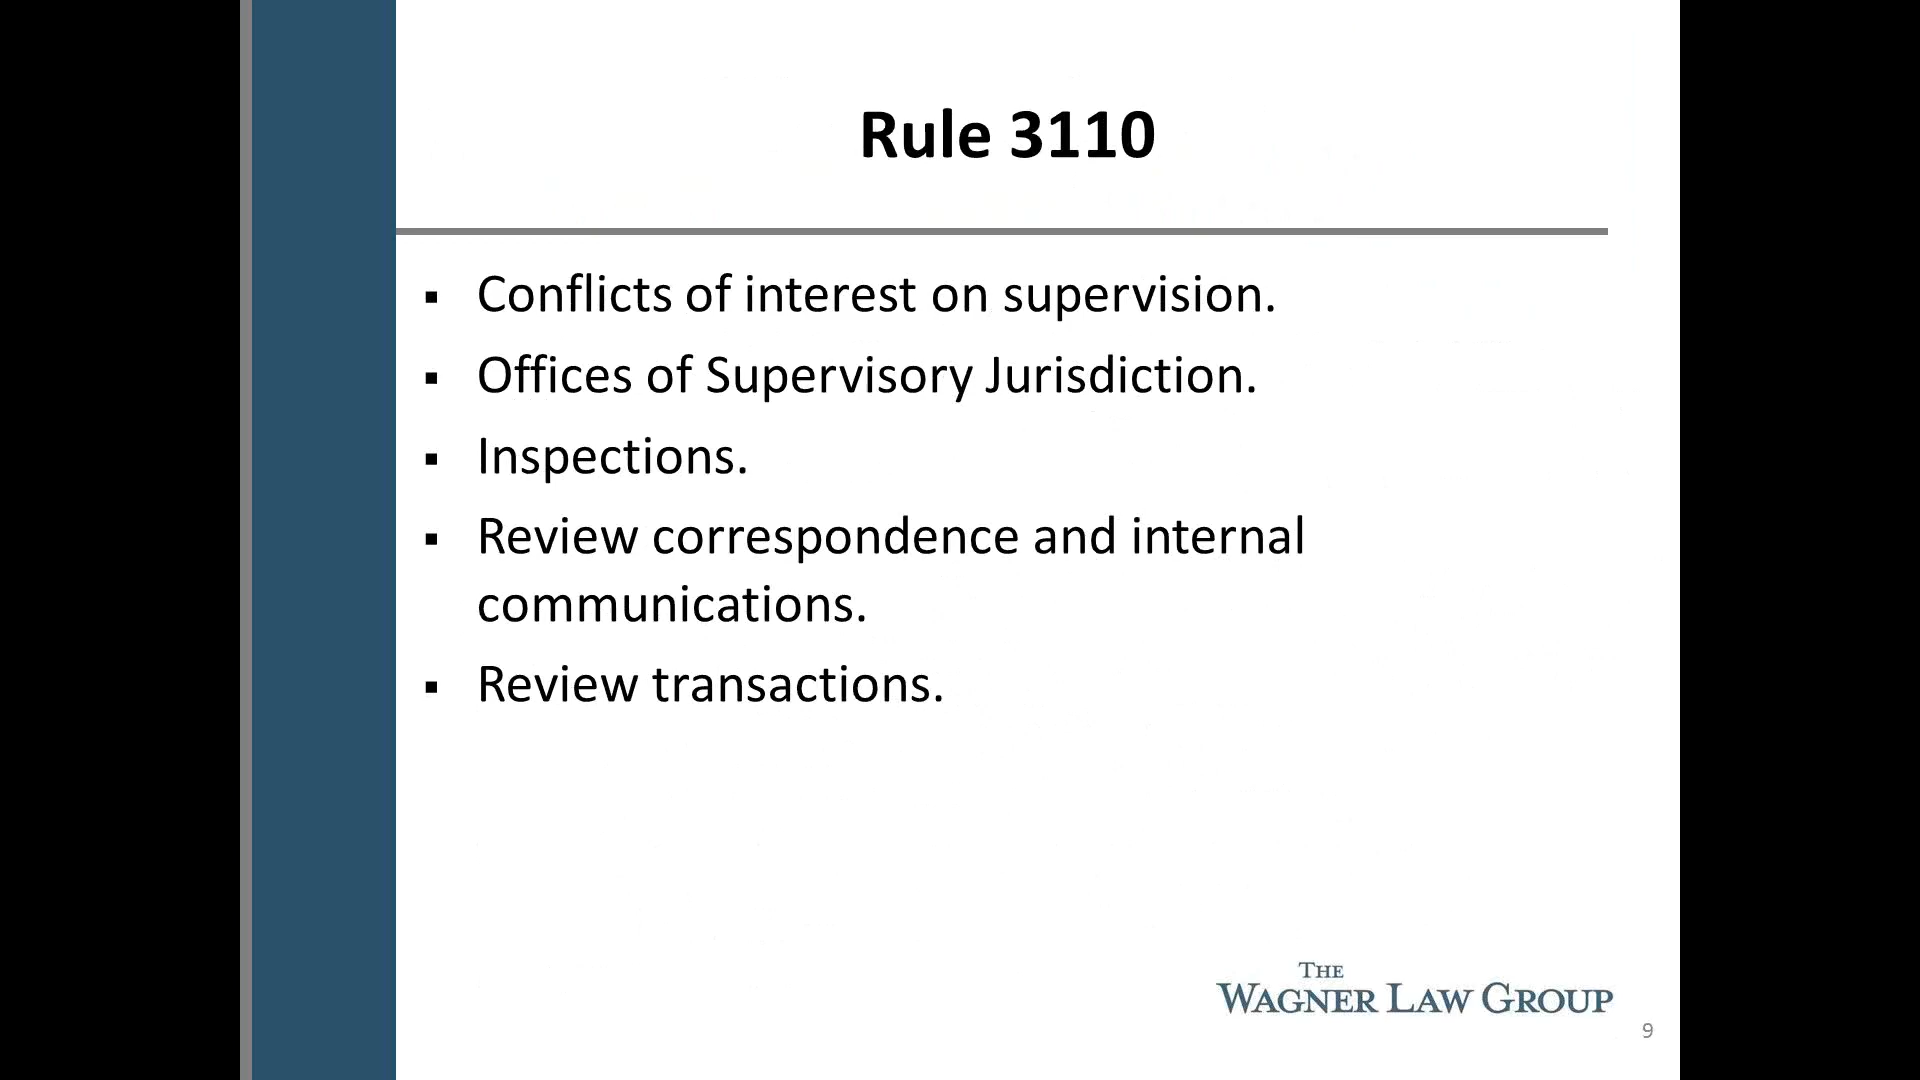 Rule 3110
▪ Conflicts of interest on supervision.
▪ Offices of Supervisory Jurisdiction.
▪ Inspections.
▪ Review correspondence and internal
communications.
▪ Review transactions.
THE
WAGNER LAW GROUP
9